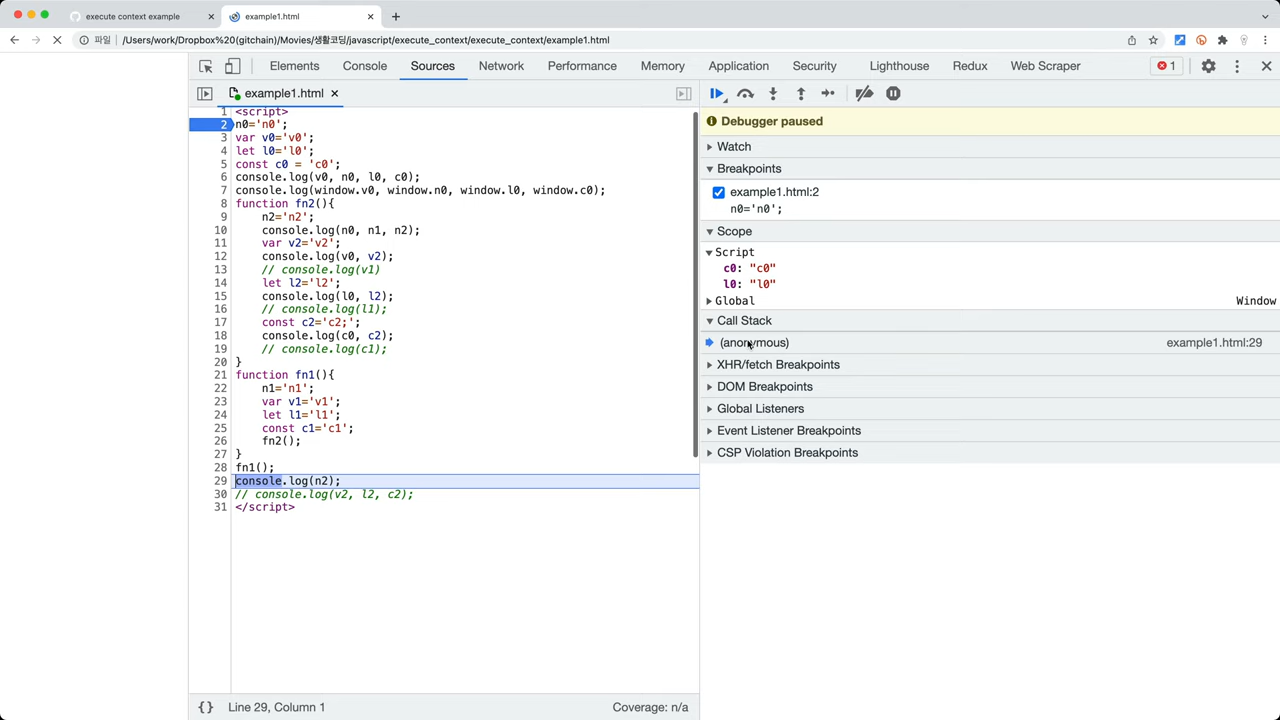 execute context example
example1.html
파일 /Users/work/Dropbox%20(gitchain)/Movies/생활코딩/javascript/execute_context/execute_context/example1.html
Elements Console Sources Network Performance Memory Application Security Lighthouse Redux Web Scraper 1
example1.html
1 <script>
2 n0='n0';
3 var v0='v0';
4 let l0='l0';
5 const c0 = 'c0';
6 console.log(v0, n0, l0, c0);
7 console.log(window.v0, window.n0, window.l0, window.c0);
8 function fn2(){
9 n2='n2';
10 console.log(n0, n1, n2);
11 var v2='v2';
12 console.log(v0, v2);
13 // console.log(v1)
14 let l2='l2';
15 console.log(l0, l2);
16 // console.log(l1);
17 const c2='c2;';
18 console.log(c0, c2);
19 // console.log(c1);
20 }
21 function fn1(){
22 n1='n1';
23 var v1='v1';
24 let l1='l1';
25 const c1='c1';
26 fn2();
27 }
28 fn1();
29 console.log(n2);
30 // console.log(v2, l2, c2);
31 </script>
{ } Line 29, Column 1 Coverage: n/a
Debugger paused
Watch
Breakpoints
example1.html:2
n0='n0';
Scope
Script
c0: "c0"
l0: "l0"
Global Window
Call Stack
(anonymous) example1.html:29
XHR/fetch Breakpoints
DOM Breakpoints
Global Listeners
Event Listener Breakpoints
CSP Violation Breakpoints